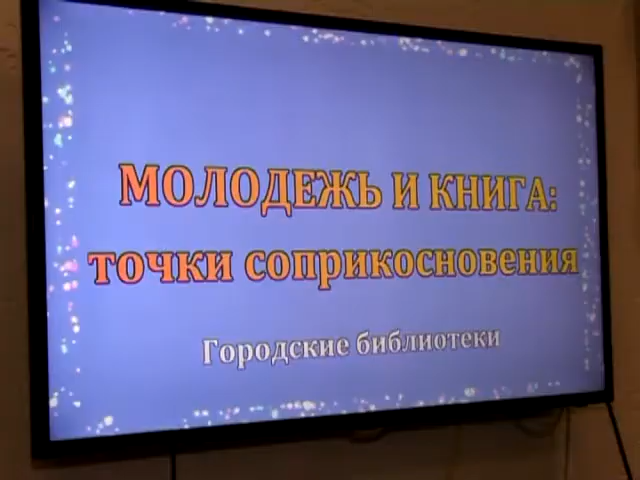 МОЛОДЕЖЬ И КНИГА:
точки соприкосновения
Городские библиотеки